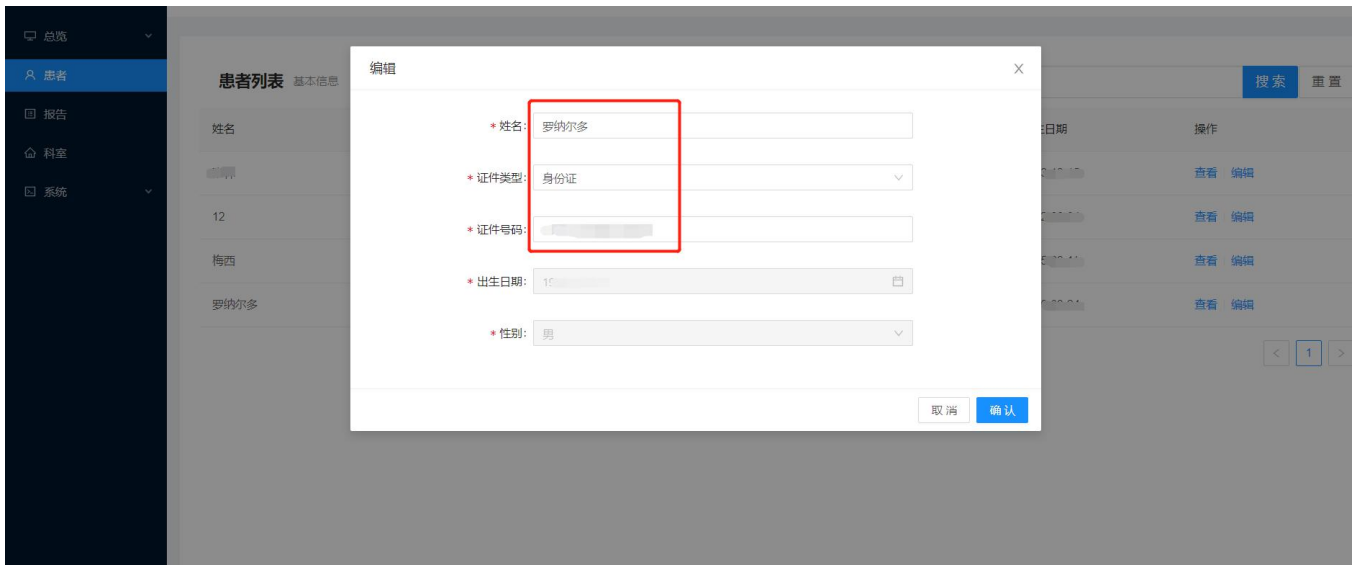 总览
患者
报告
科室
系统
患者列表 基本信息
搜索 重置
姓名 日期 操作
查看 编辑
12 查看 编辑
梅西 查看 编辑
罗纳尔多 查看 编辑
1
编辑
* 姓名: 罗纳尔多
* 证件类型: 身份证
* 证件号码:
* 出生日期: 19
* 性别: 男
取消 确认